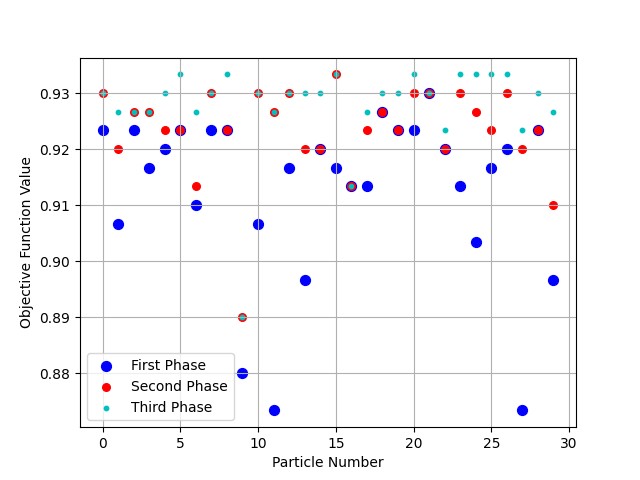 0.93
0.92
0.91
0.90
0.89
0.88
Objective Function Value
First Phase
Second Phase
Third Phase
0 5 10 15 20 25 30
Particle Number